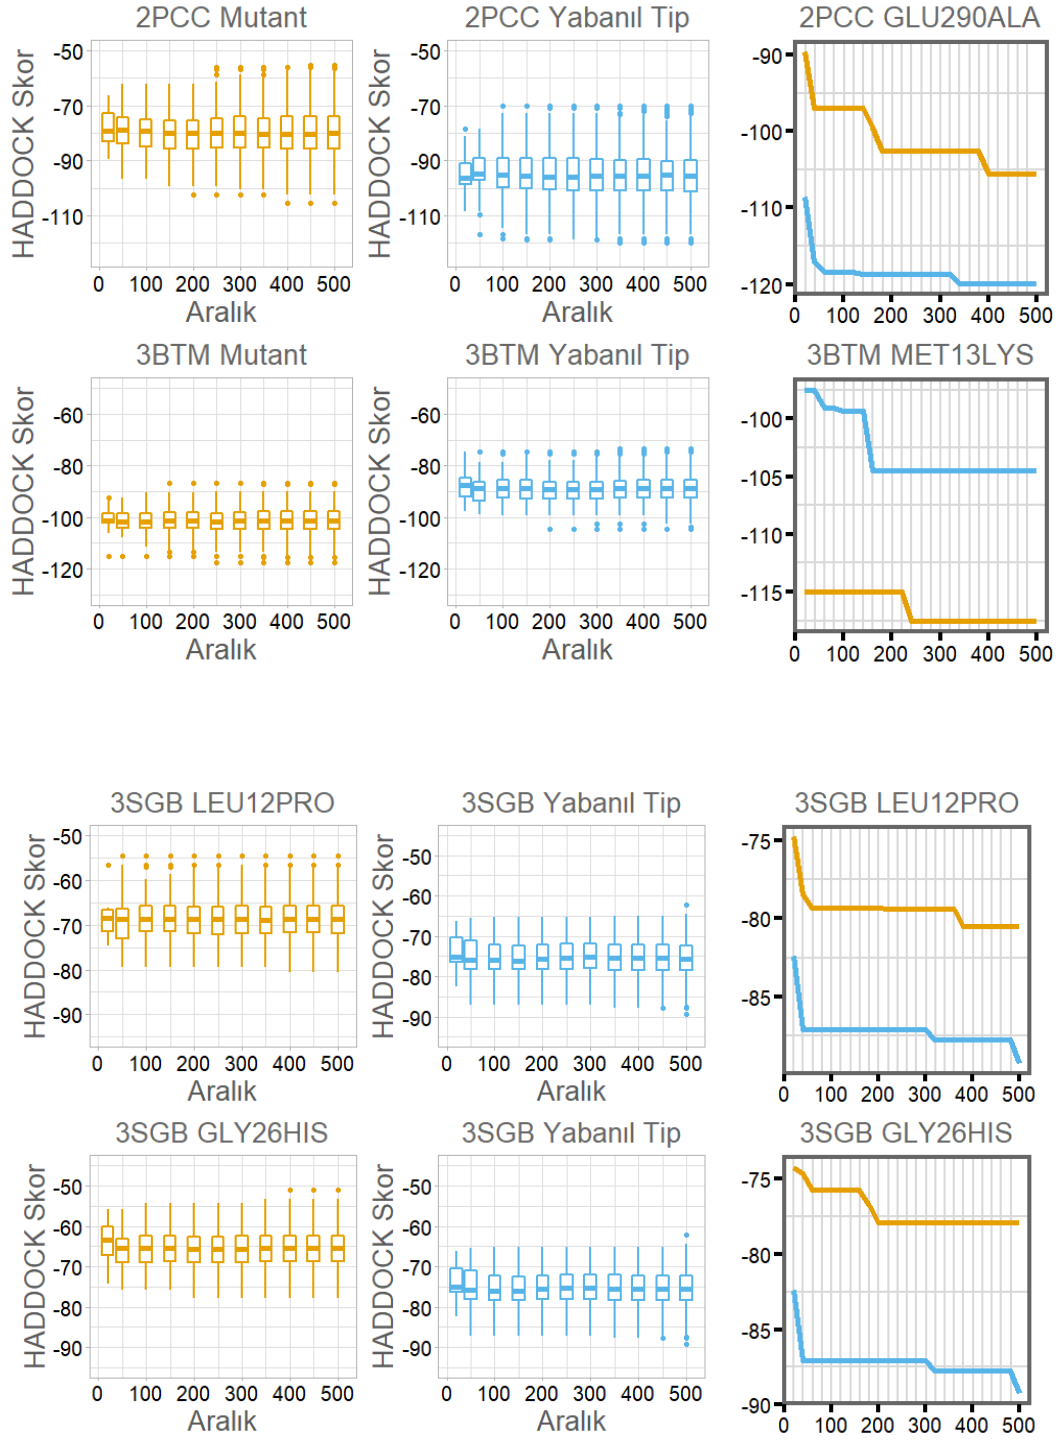 2PCC Mutant
2PCC Yabanıl Tip
2PCC GLU290ALA
HADDOCK Skor
-50
-70
-90
-110
0 100 200 300 400 500
Aralık
HADDOCK Skor
-50
-70
-90
-110
0 100 200 300 400 500
Aralık
-90
-100
-110
-120
0 100 200 300 400 500
3BTM Mutant
3BTM Yabanıl Tip
3BTM MET13LYS
HADDOCK Skor
-60
-80
-100
-120
0 100 200 300 400 500
Aralık
HADDOCK Skor
-60
-80
-100
-120
0 100 200 300 400 500
Aralık
-100
-105
-110
-115
0 100 200 300 400 500
3SGB LEU12PRO
3SGB Yabanıl Tip
3SGB LEU12PRO
HADDOCK Skor
-50
-60
-70
-80
-90
0 100 200 300 400 500
Aralık
HADDOCK Skor
-50
-60
-70
-80
-90
0 100 200 300 400 500
Aralık
-75
-80
-85
0 100 200 300 400 500
3SGB GLY26HIS
3SGB Yabanıl Tip
3SGB GLY26HIS
HADDOCK Skor
-50
-60
-70
-80
-90
0 100 200 300 400 500
Aralık
HADDOCK Skor
-50
-60
-70
-80
-90
0 100 200 300 400 500
Aralık
-75
-80
-85
-90
0 100 200 300 400 500